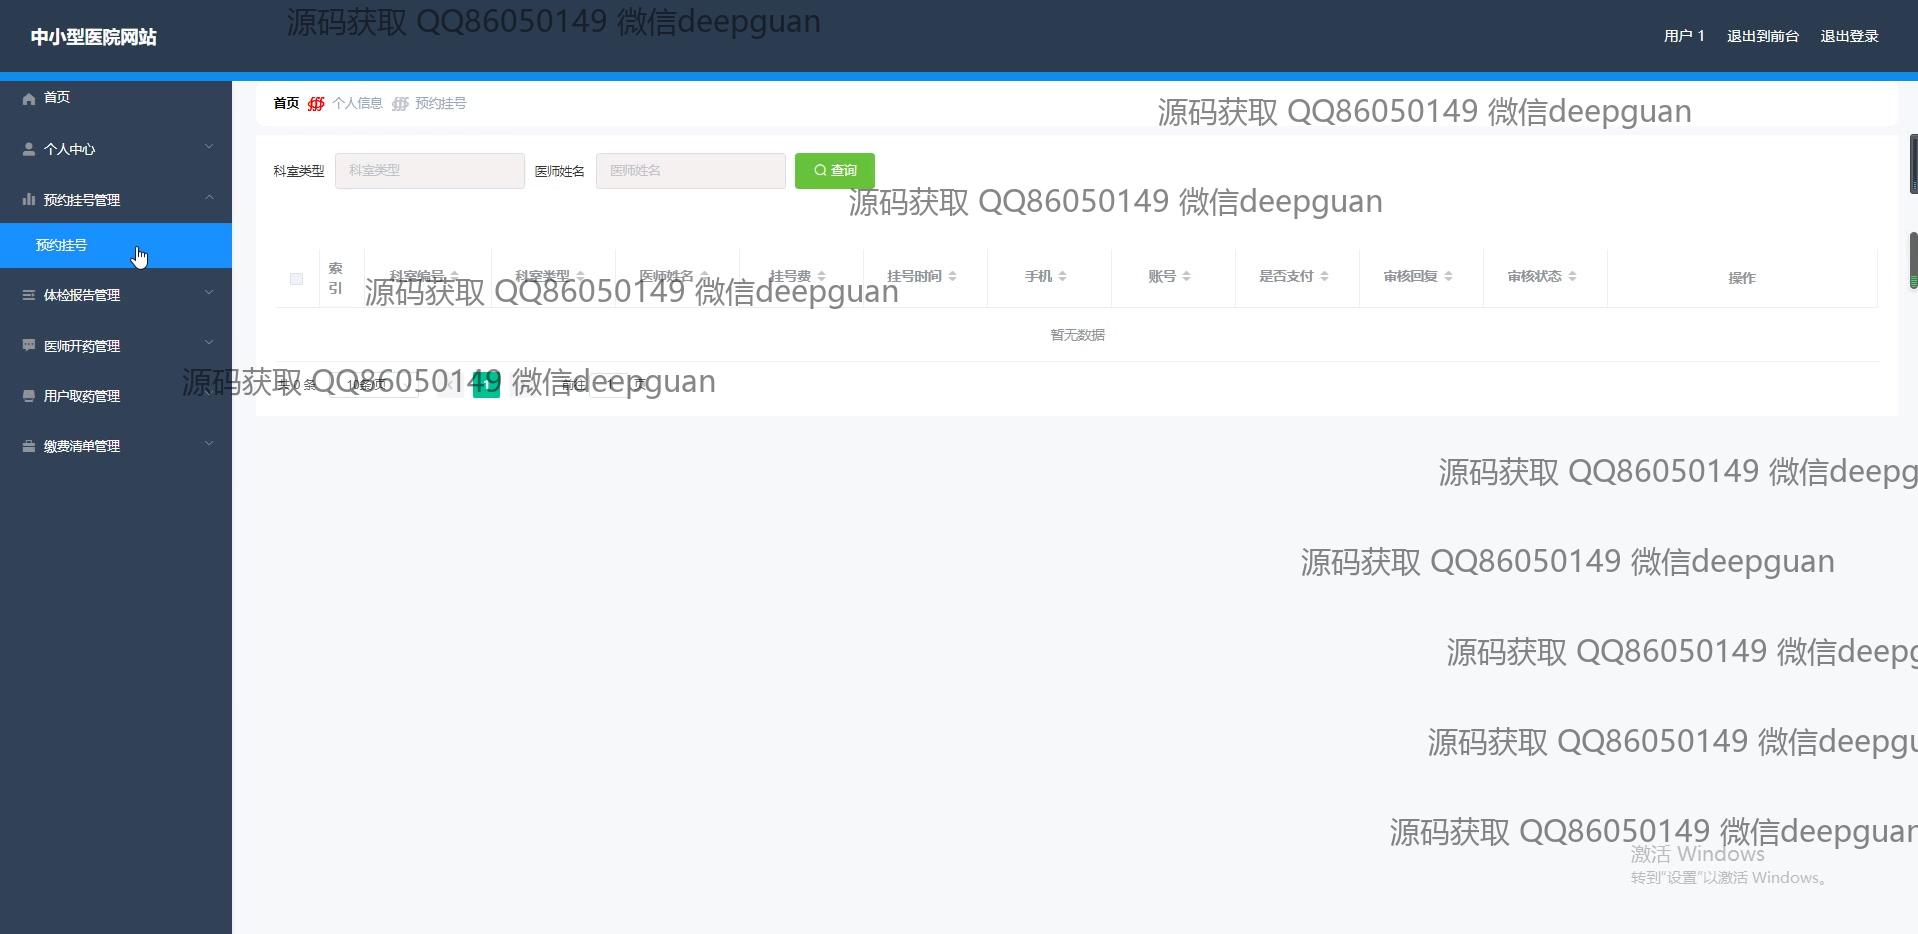 中小型医院网站
源码获取 QQ86050149 微信deepguan
用户 1
退出到前台
退出登录
首页
个人中心
预约挂号管理
预约挂号
体检报告管理
医师开药管理
用户取药管理
缴费清单管理
首页 个人信息 预约挂号
源码获取 QQ86050149 微信deepguan
科室类型 科室类型 医师姓名 医师姓名 查询
源码获取 QQ86050149 微信deepguan
索引 科室编号 科室类型 医师姓名 挂号费 挂号时间 手机 账号 是否支付 审核回复 审核状态 操作
源码获取 QQ86050149 微信deepguan
暂无数据
共 0 条 10条/页 1 前往 1 页
源码获取 QQ86050149 微信deepguan
源码获取 QQ86050149 微信deepg
源码获取 QQ86050149 微信deepguan
源码获取 QQ86050149 微信deepg
源码获取 QQ86050149 微信deepgu
源码获取 QQ86050149 微信deepguan
激活 Windows
转到"设置"以激活 Windows。